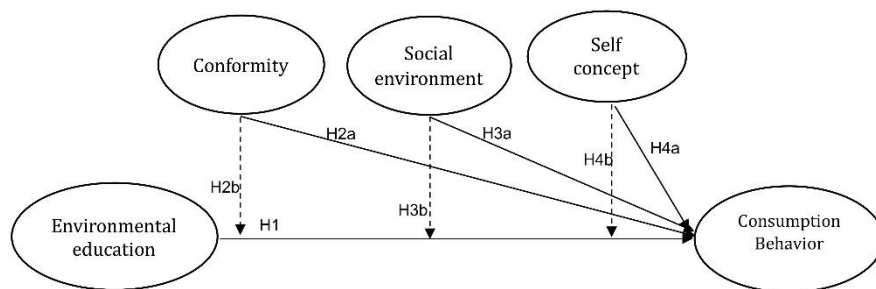 Conformity
Social
environment
Self
concept
H2a
H3a
H4b
H4a
H2b
H3b
H1
Environmental
education
Consumption
Behavior